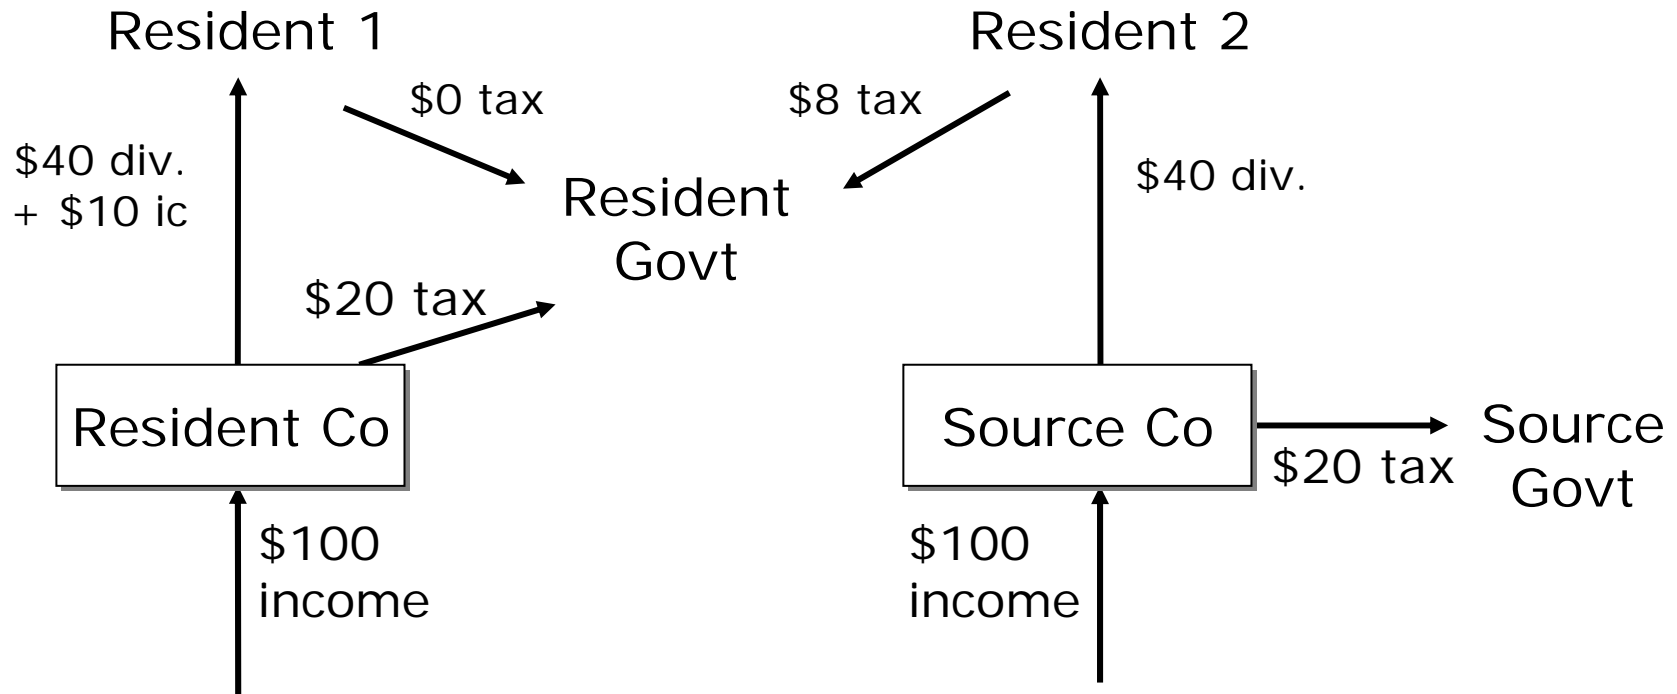 Resident 1
Resident 2
$0 tax
$8 tax
$40 div.
+ $10 ic
Resident
Govt
$40 div.
$20 tax
Resident Co
Source Co
$20 tax
Source
Govt
$100
income
$100
income